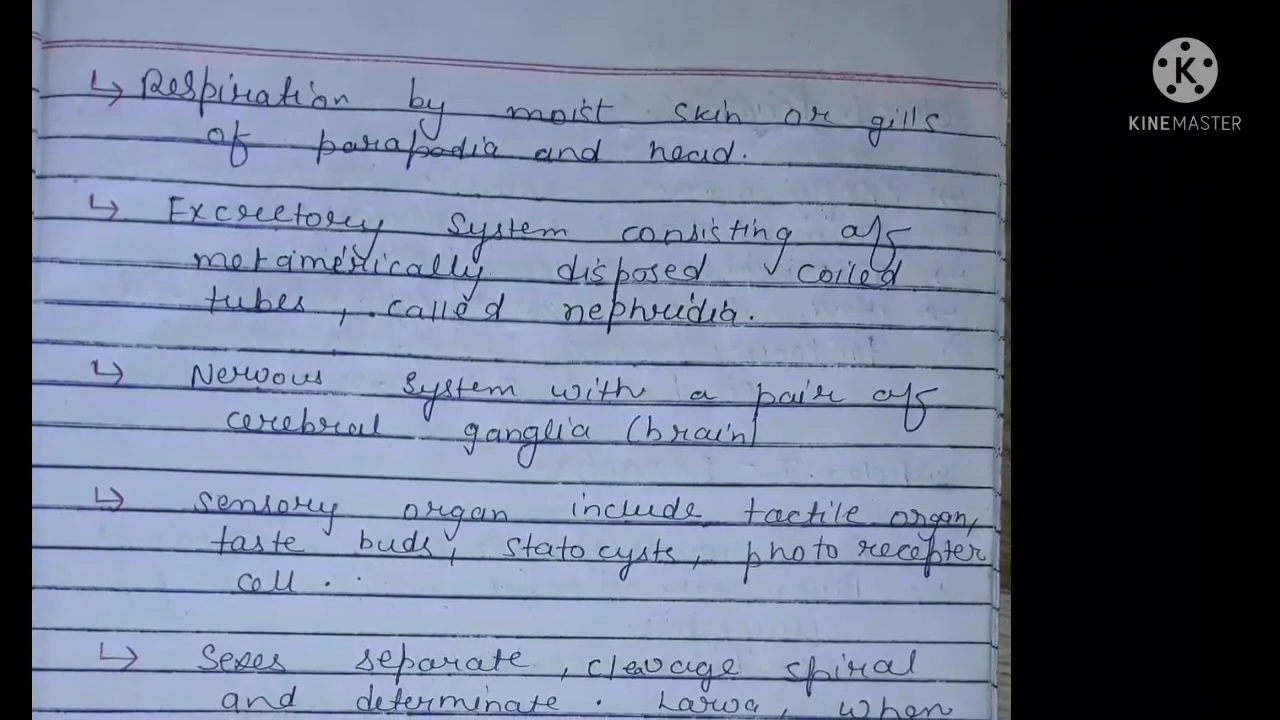 ↳ Respiration by moist skin or gills
of parapodia and head.
↳ Excretory system consisting of
metamerically disposed coiled
tubes, called nephridia.
↳ Nervous system with a pair of
cerebral ganglia (brain)
↳ Sensory organ include tactile organ,
taste buds, statocysts, photo recepter
cell.
↳ Sexes separate, cleavage spiral
and determinate. Larva, when
KINEMASTER